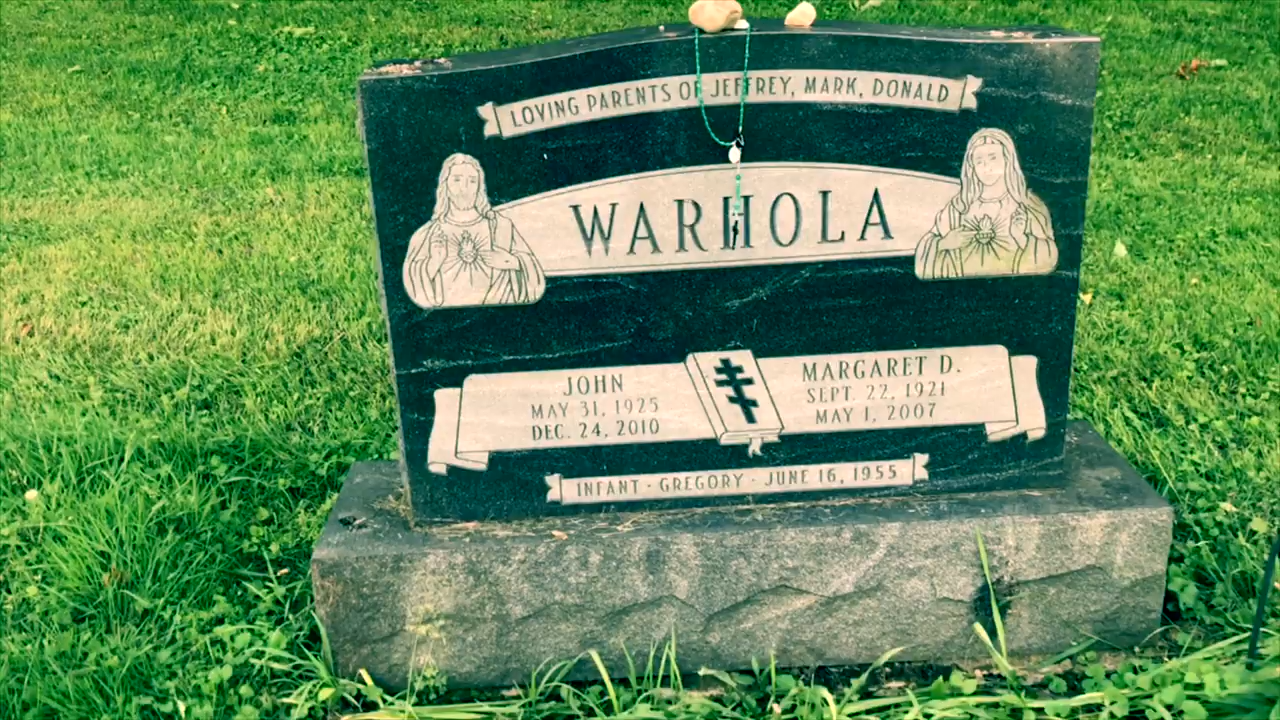 LOVING PARENTS OF JEFFREY, MARK, DONALD
WARHOLA
JOHN
MAY 31, 1925
DEC. 24, 2010
MARGARET D.
SEPT. 22, 1921
MAY 1, 2007
INFANT · GREGORY · JUNE 16, 1955